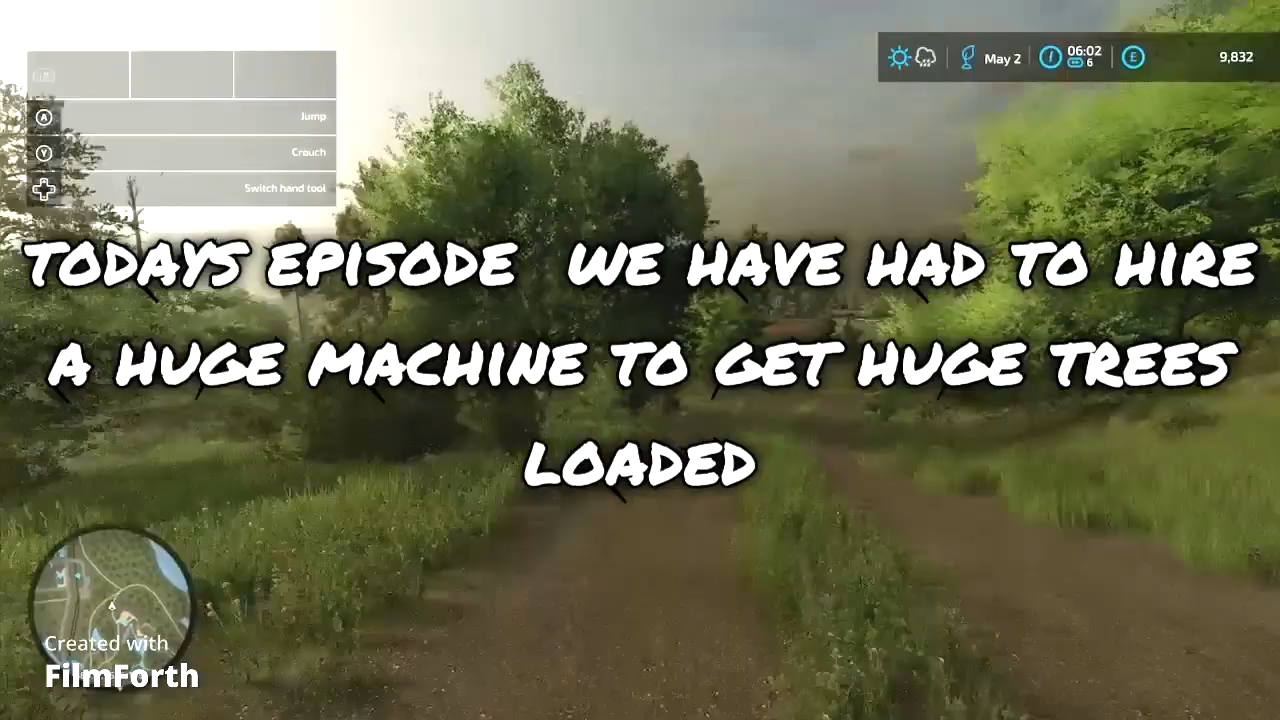 May 2
06:02
6
E
9,832
A
Jump
Y
Crouch
Switch hand tool
TODAYS EPISODE WE HAVE HAD TO HIRE
A HUGE MACHINE TO GET HUGE TREES
LOADED
Created with
FilmForth